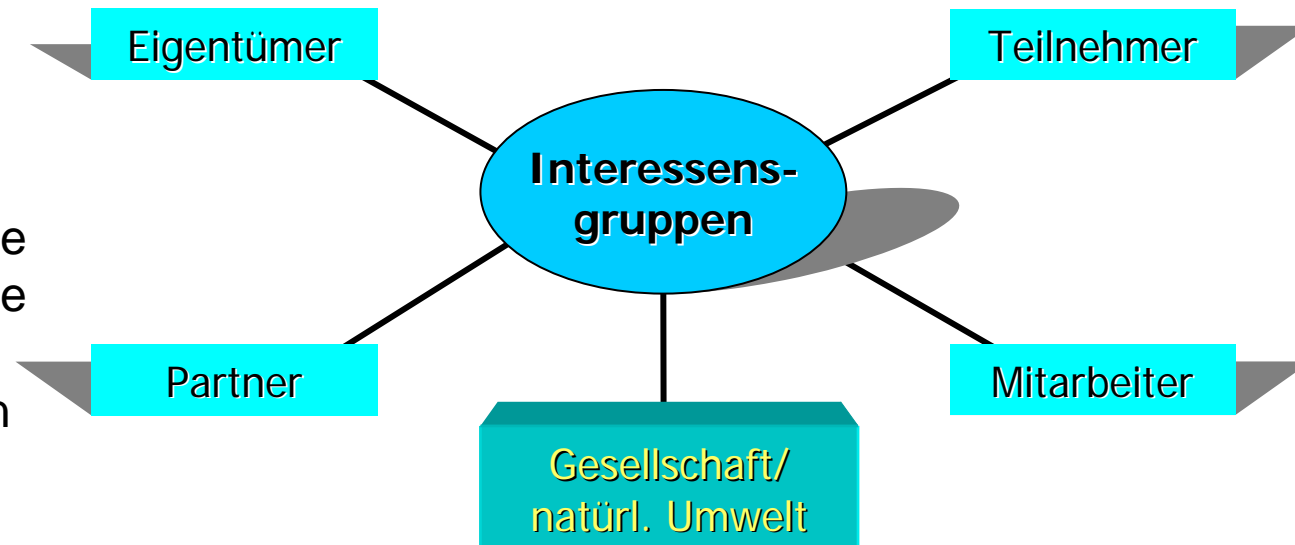 Eigentümer
Teilnehmer
Interessens-
gruppen
e
e
Partner
Mitarbeiter
n
Gesellschaft/
natürl. Umwelt